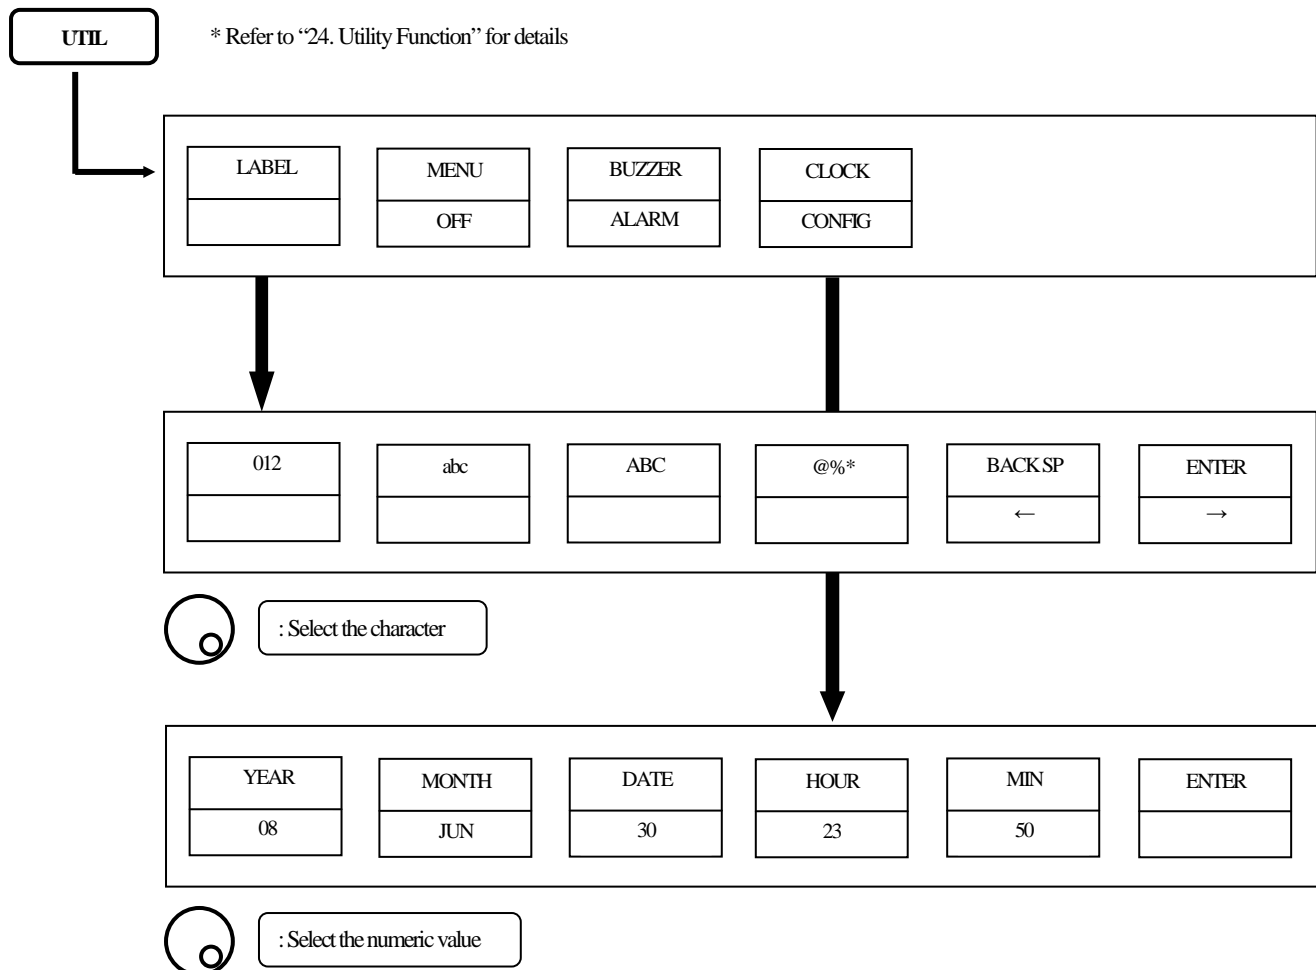 UTIL
* Refer to “24. Utility Function” for details
LABEL MENU BUZZER CLOCK
OFF ALARM CONFIG
012 abc ABC @%* BACK SP ENTER
← →
: Select the character
YEAR MONTH DATE HOUR MIN ENTER
08 JUN 30 23 50
: Select the numeric value